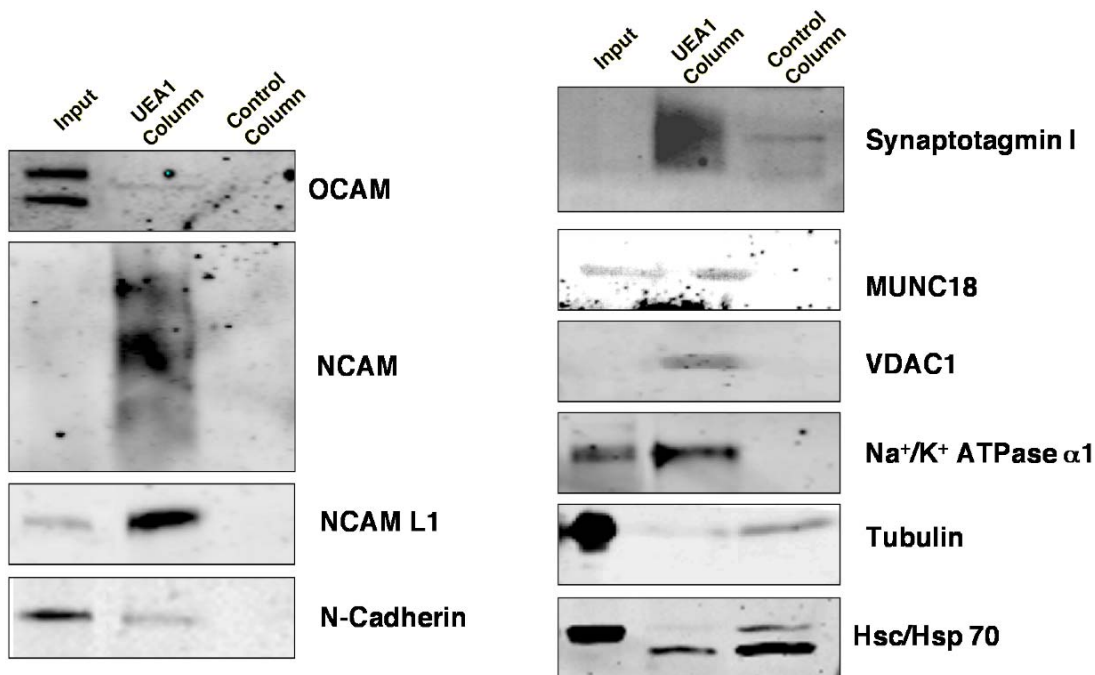 Input
UEA1
Column
Control
Column
OCAM
NCAM
NCAM L1
N-Cadherin
Input
UEA1
Column
Control
Column
Synaptotagmin I
MUNC18
VDAC1
Na⁺/K⁺ ATPase α1
Tubulin
Hsc/Hsp 70